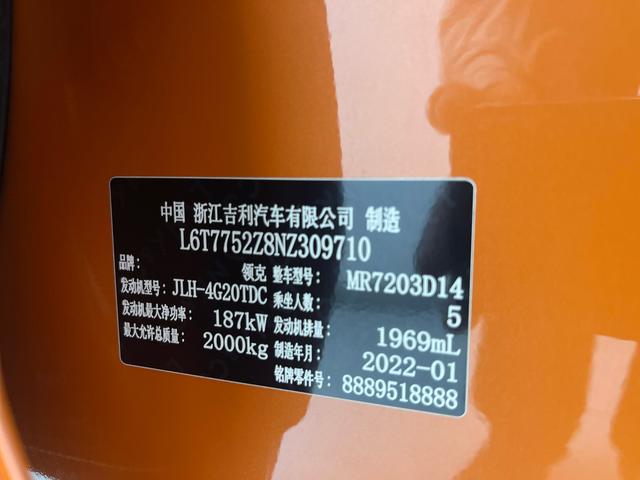 中国 浙江吉利汽车有限公司 制造
L6T7752Z8NZ309710
品牌: 领克 整车型号: MR7203D14
发动机型号: JLH-4G20TDC 乘坐人数: 5
发动机最大净功率: 187kW 发动机排量: 1969mL
最大允许总质量: 2000kg 制造年月: 2022-01
铭牌零件号: 8889518888